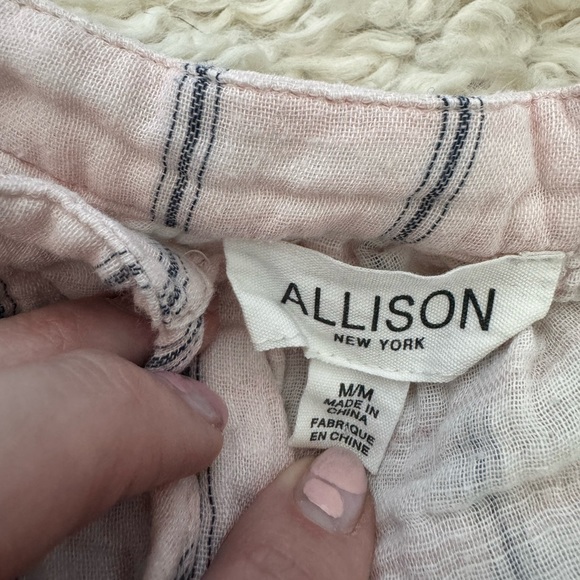 ALLISON
NEW YORK
M/M
MADE IN
CHINA
FABRIQUE
EN CHINE